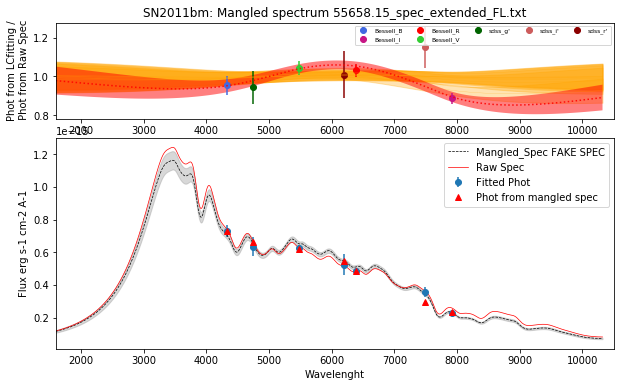 SN2011bm: Mangled spectrum 55658.15_spec_extended_FL.txt
Phot from LCfitting /
Phot from Raw Spec
1.2
1.0
0.8
Bessell_B
Bessell_I
Bessell_R
Bessell_V
sdss_g'
sdss_i'
sdss_r'
2000 3000 4000 5000 6000 7000 8000 9000 10000
Flux erg s-1 cm-2 A-1
1.2
1.0
0.8
0.6
0.4
0.2
Mangled_Spec FAKE SPEC
Raw Spec
Fitted Phot
Phot from mangled spec
2000 3000 4000 5000 6000 7000 8000 9000 10000
Wavelenght